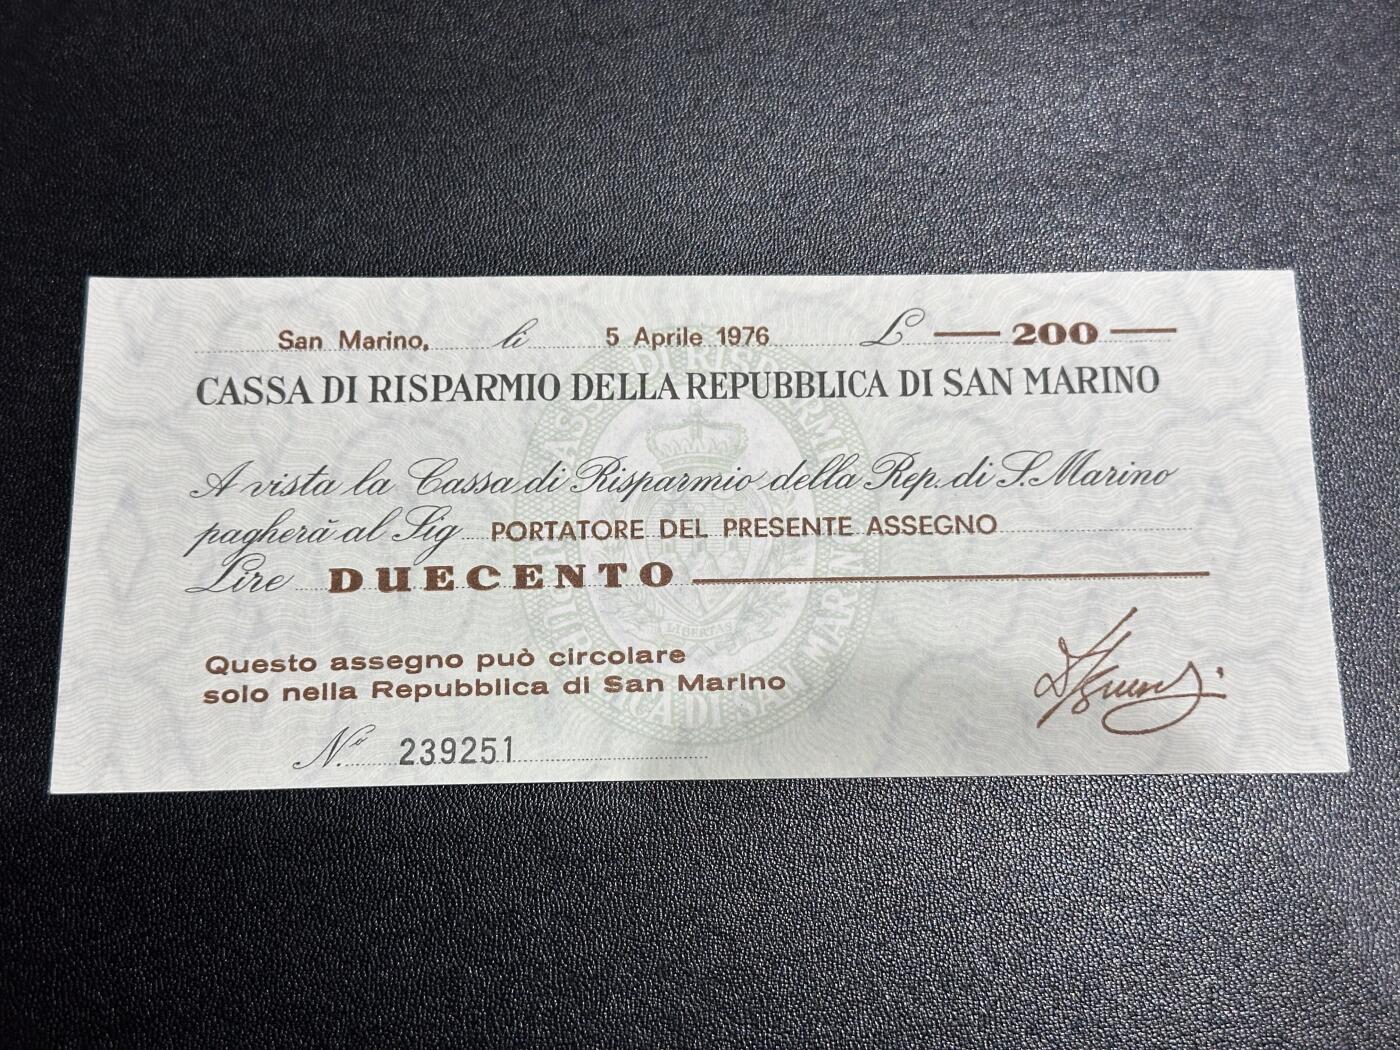 San Marino, li 5 Aprile 1976 £ 200
CASSA DI RISPARMIO DELLA REPUBBLICA DI SAN MARINO
A vista la Cassa di Risparmio della Rep. di S. Marino
pagherà al Sig PORTATORE DEL PRESENTE ASSEGNO
Lire DUECENTO
LIBERTAS
Questo assegno può circolare
solo nella Repubblica di San Marino
N.o 239251